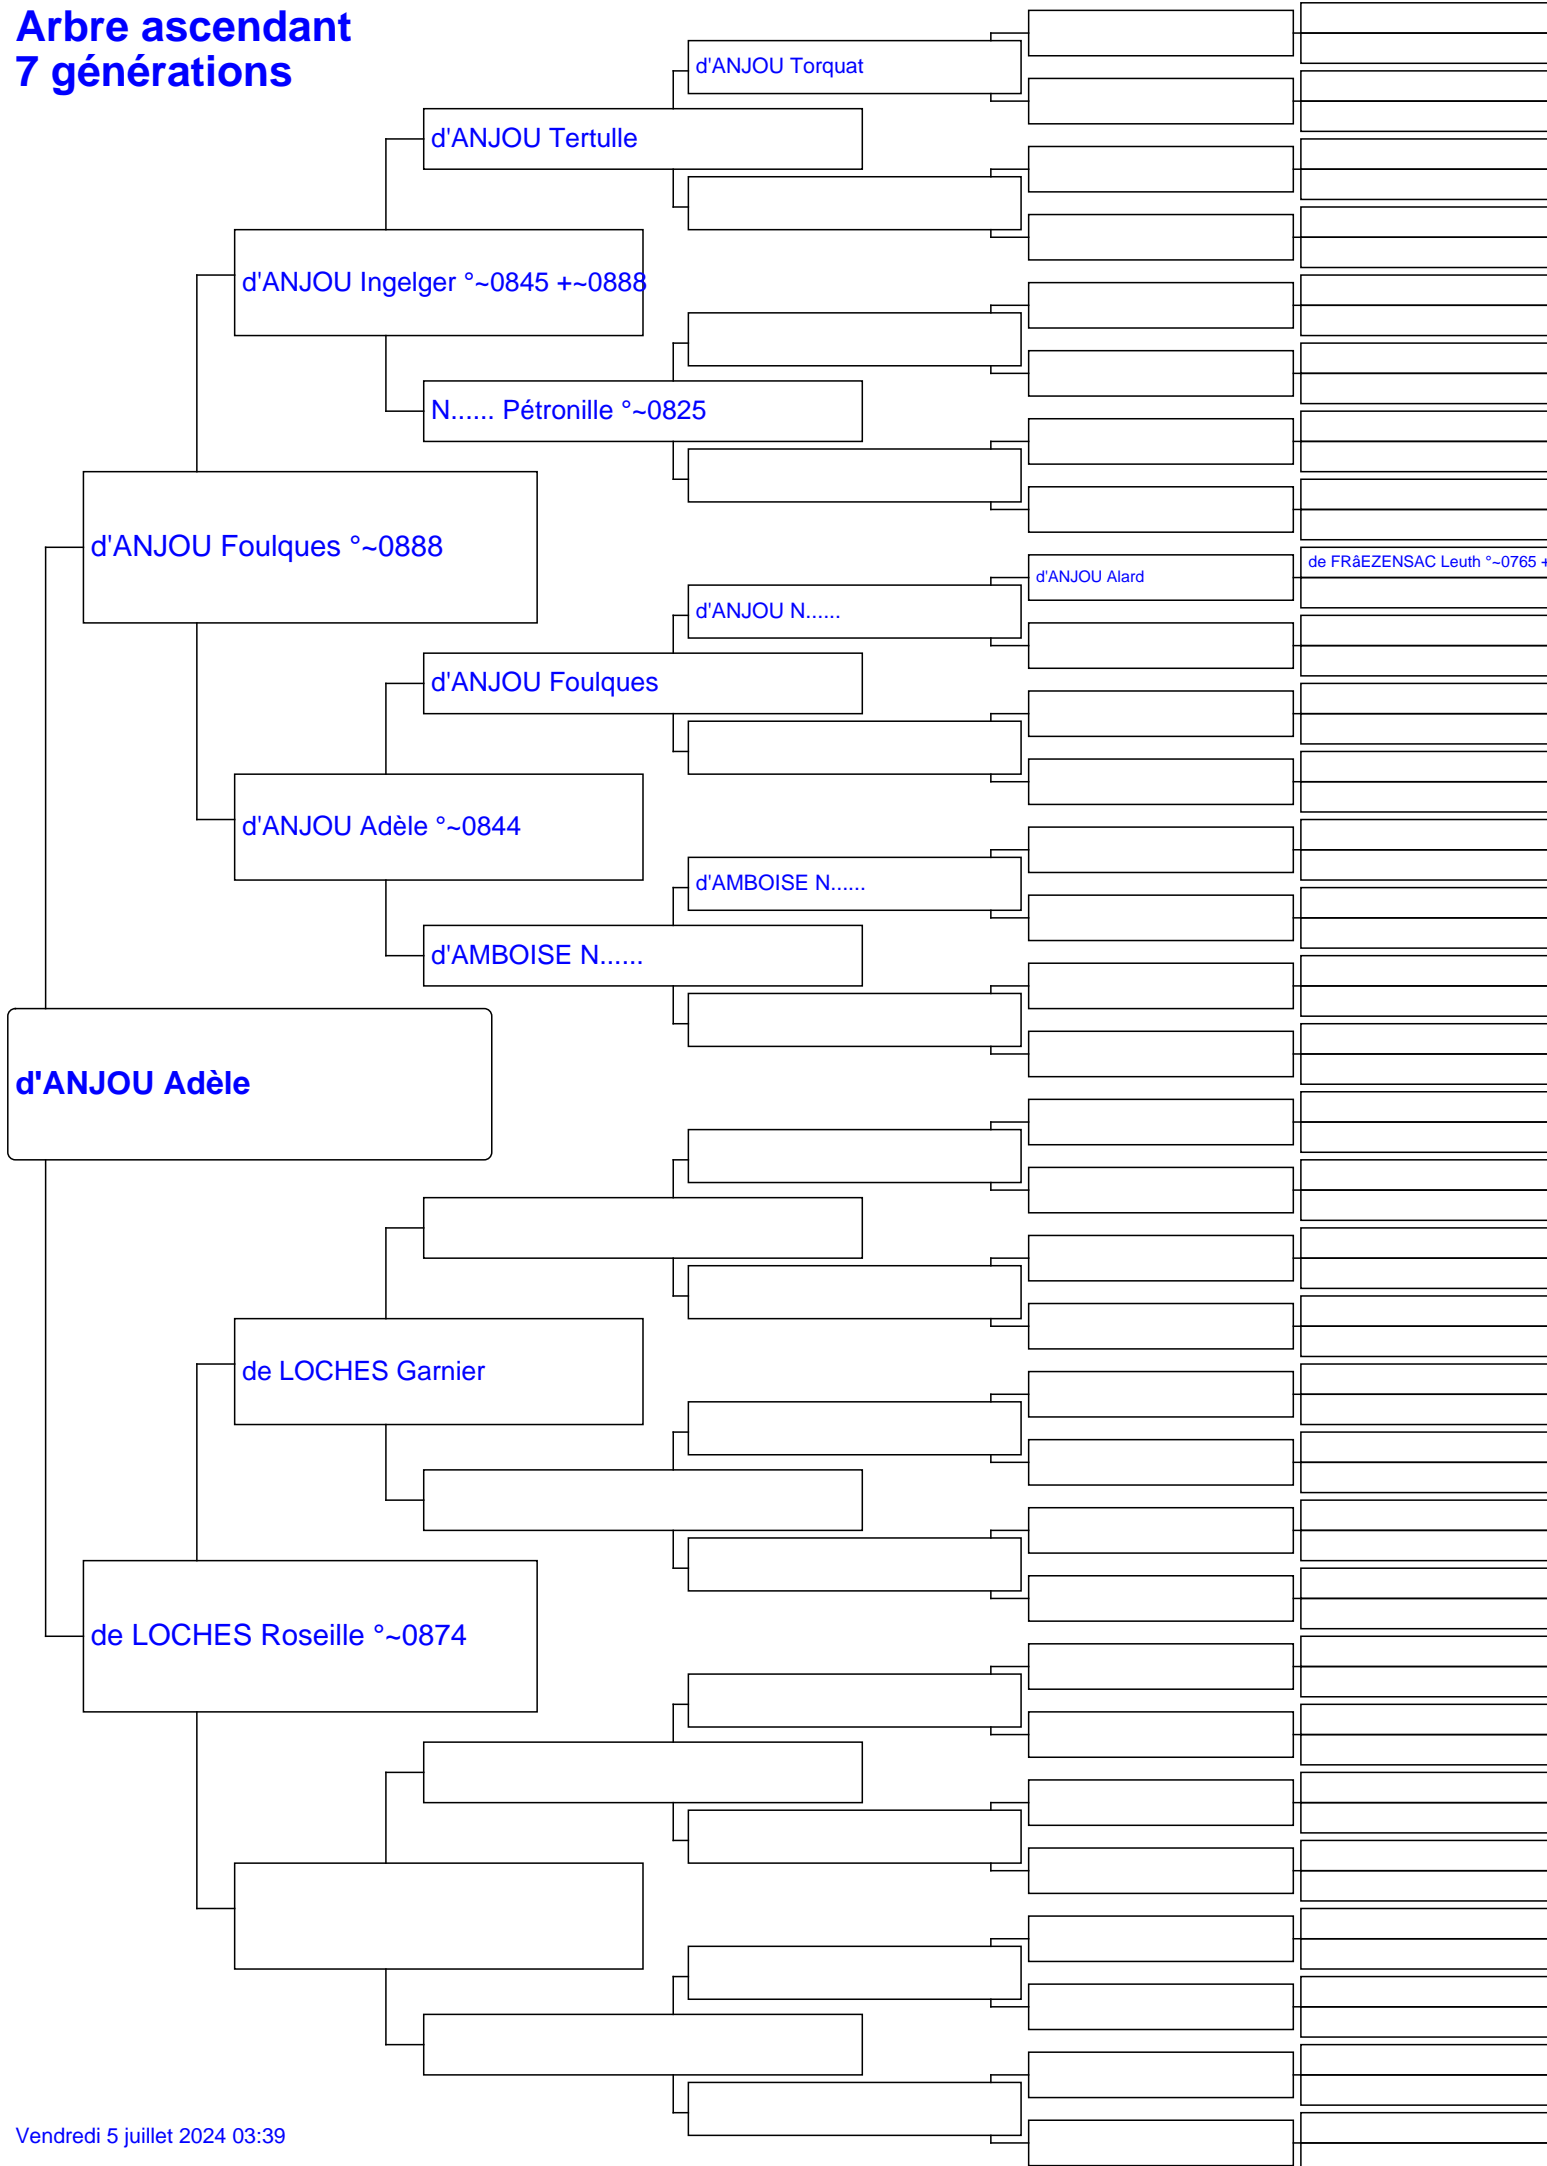 Arbre ascendant
7 générations
d'ANJOU Torquat
d'ANJOU Tertulle
d'ANJOU Ingelger °~0845 +~0888
N...... Pétronille °~0825
d'ANJOU Foulques °~0888
de FRâEZENSAC Leuth °~0765 +
d'ANJOU Alard
d'ANJOU N......
d'ANJOU Foulques
d'ANJOU Adèle °~0844
d'AMBOISE N......
d'AMBOISE N......
d'ANJOU Adèle
de LOCHES Garnier
de LOCHES Roseille °~0874
Vendredi 5 juillet 2024 03:39